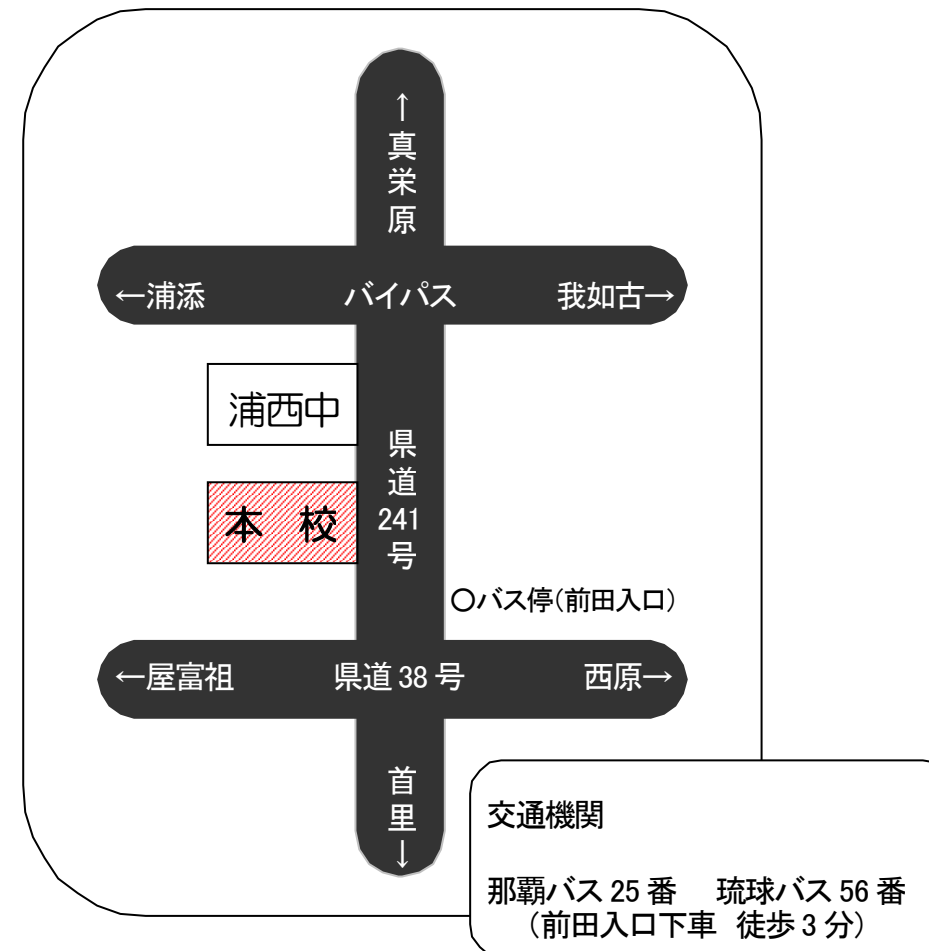 ↑真栄原
←浦添 バイパス 我如古→
浦西中
県道241号
本 校
○バス停(前田入口)
←屋富祖 県道38号 西原→
首里↓
交通機関
那覇バス25番 琉球バス56番
(前田入口下車 徒歩3分)